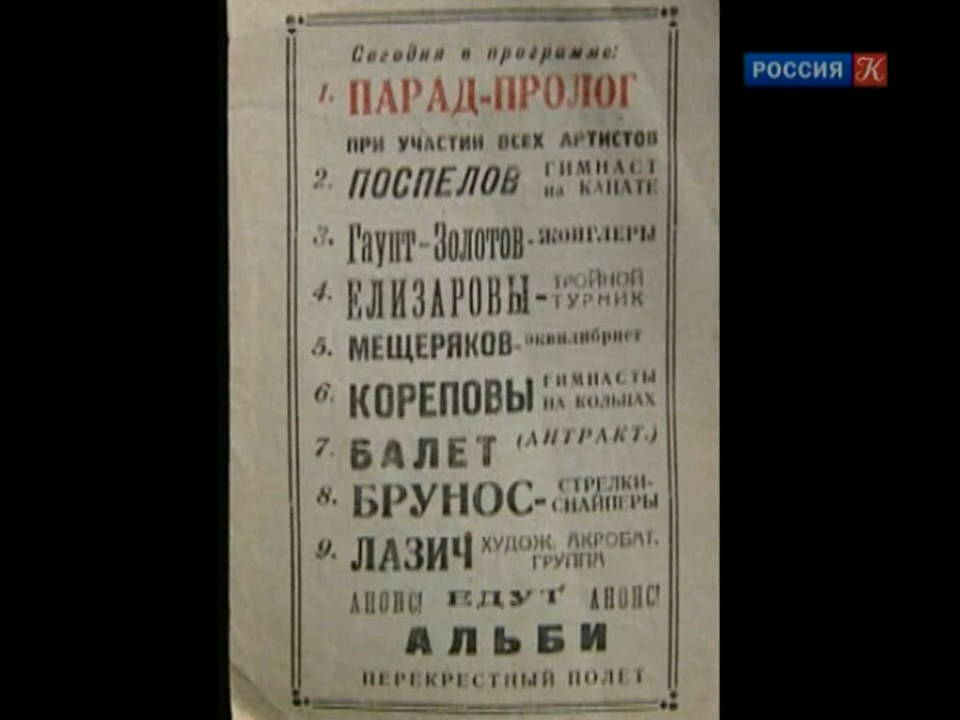 Сегодня в программе:
1. ПАРАД-ПРОЛОГ
ПРИ УЧАСТИИ ВСЕХ АРТИСТОВ
2. ПОСПЕЛОВ ГИМНАСТ
на КАНАТЕ
3. Гаупт-Золотов-жонглеры
4. ЕЛИЗАРОВЫ- ТРОЙНОЙ
ТУРНИК
5. МЕЩЕРЯКОВ-эквилибрист
6. КОРЕПОВЫ ГИМНАСТЫ
НА КОЛЬЦАХ
7. БАЛЕТ (АНТРАКТ.)
8. БРУНОС- СТРЕЛКИ-
СНАЙПЕРЫ
9. ЛАЗИЧ ХУДОЖ. АКРОБАТ.
ГРУППА
АНОНС! ЕДУТ АНОНС!
АЛЬБИ
ПЕРЕКРЕСТНЫЙ ПОЛЕТ
РОССИЯ К